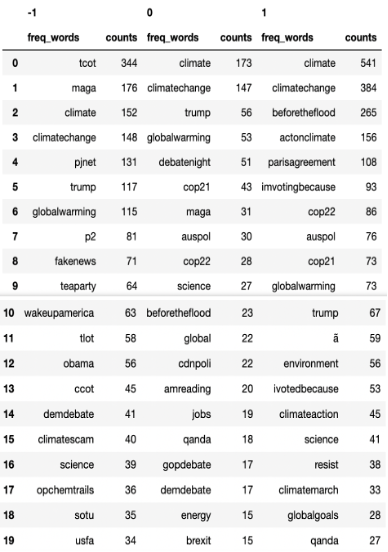 -1 0 1
freq_words counts freq_words counts freq_words counts
0 tcot 344 climate 173 climate 541
1 maga 176 climatechange 147 climatechange 384
2 climate 152 trump 56 beforetheflood 265
3 climatechange 148 globalwarming 53 actonclimate 156
4 pjnet 131 debatenight 51 parisagreement 108
5 trump 117 cop21 43 imvotingbecause 93
6 globalwarming 115 maga 31 cop22 86
7 p2 81 auspol 30 auspol 76
8 fakenews 71 cop22 28 cop21 73
9 teaparty 64 science 27 globalwarming 73
10 wakeupamerica 63 beforetheflood 23 trump 67
11 tlot 58 global 22 ã 59
12 obama 56 cdnpoli 22 environment 56
13 ccot 45 amreading 20 ivotedbecause 53
14 demdebate 41 jobs 19 climateaction 45
15 climatescam 40 qanda 18 science 41
16 science 39 gopdebate 17 resist 38
17 opchemtrails 36 demdebate 17 climatemarch 33
18 sotu 35 energy 15 globalgoals 28
19 usfa 34 brexit 15 qanda 27